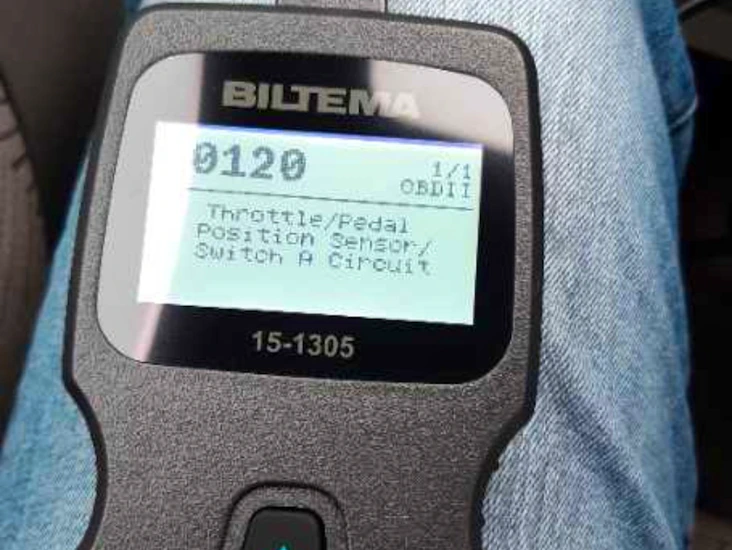 BILTEMA
0120
1/1
OBDII
Throttle/Pedal
Position Sensor/
Switch A Circuit
15-1305